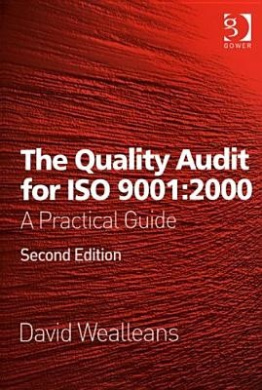 g
GOWER
The Quality Audit
for ISO 9001:2000
A Practical Guide
Second Edition
David Wealleans